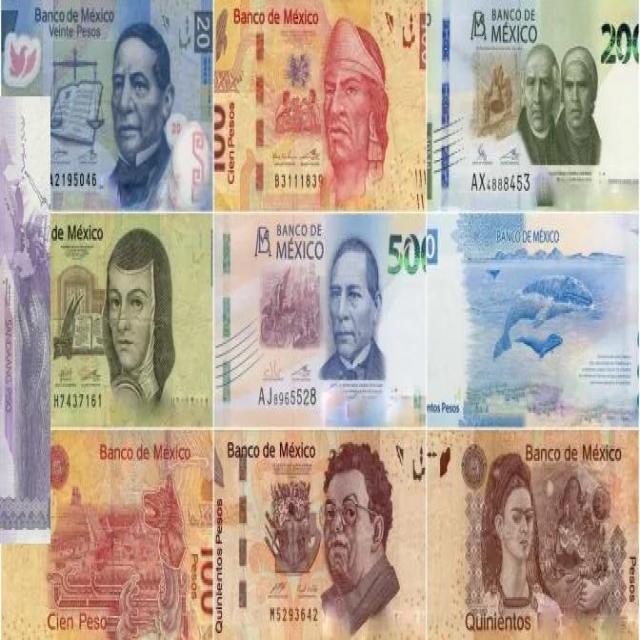 Banco de México
Veinte Pesos
20
A2195046
Banco de México
100
Cien Pesos
B3111839
BANCO DE
MÉXICO
200
AX4888453
de México
H7437161
BANCO DE
MÉXICO
500
AJ8965528
BANCO DE MÉXICO
ntos Pesos
Banco de México
100
Pesos
Cien Peso
Banco de México
Quinientos Pesos
M5293642
Banco de México
Pesos
Quinientos